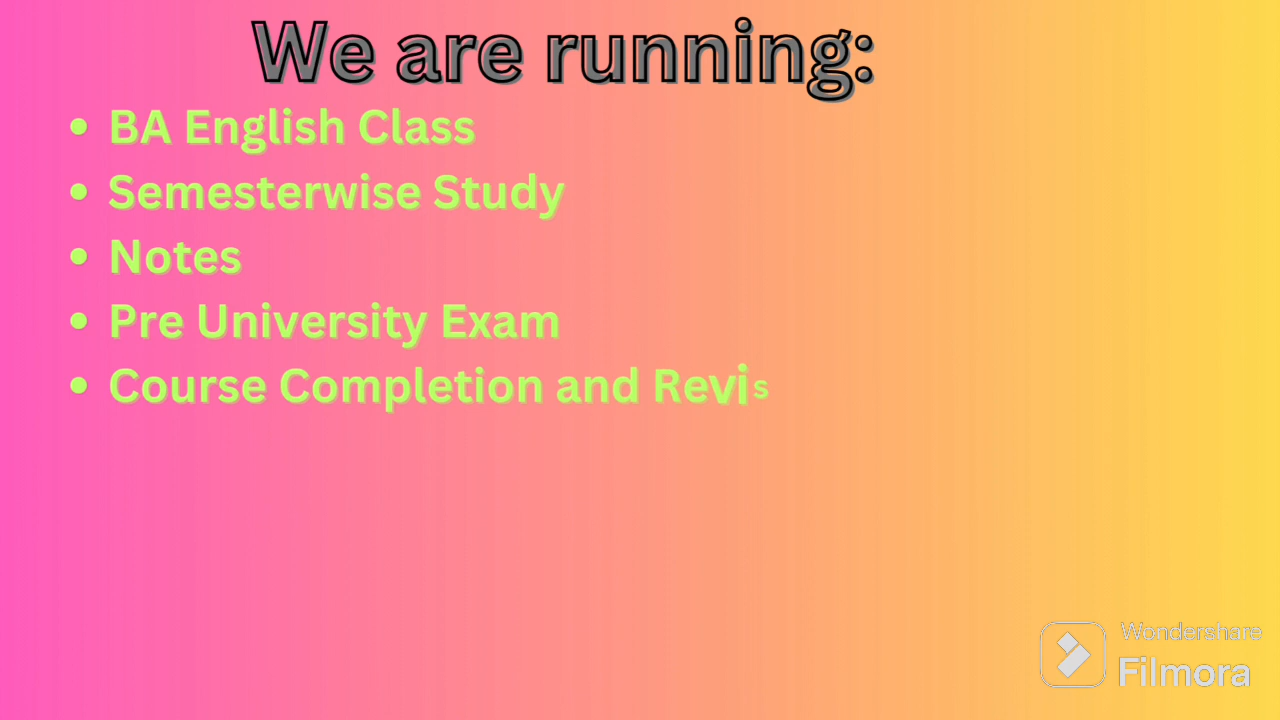 We are running:
• BA English Class
• Semesterwise Study
• Notes
• Pre University Exam
• Course Completion and Revis
Wondershare
Filmora